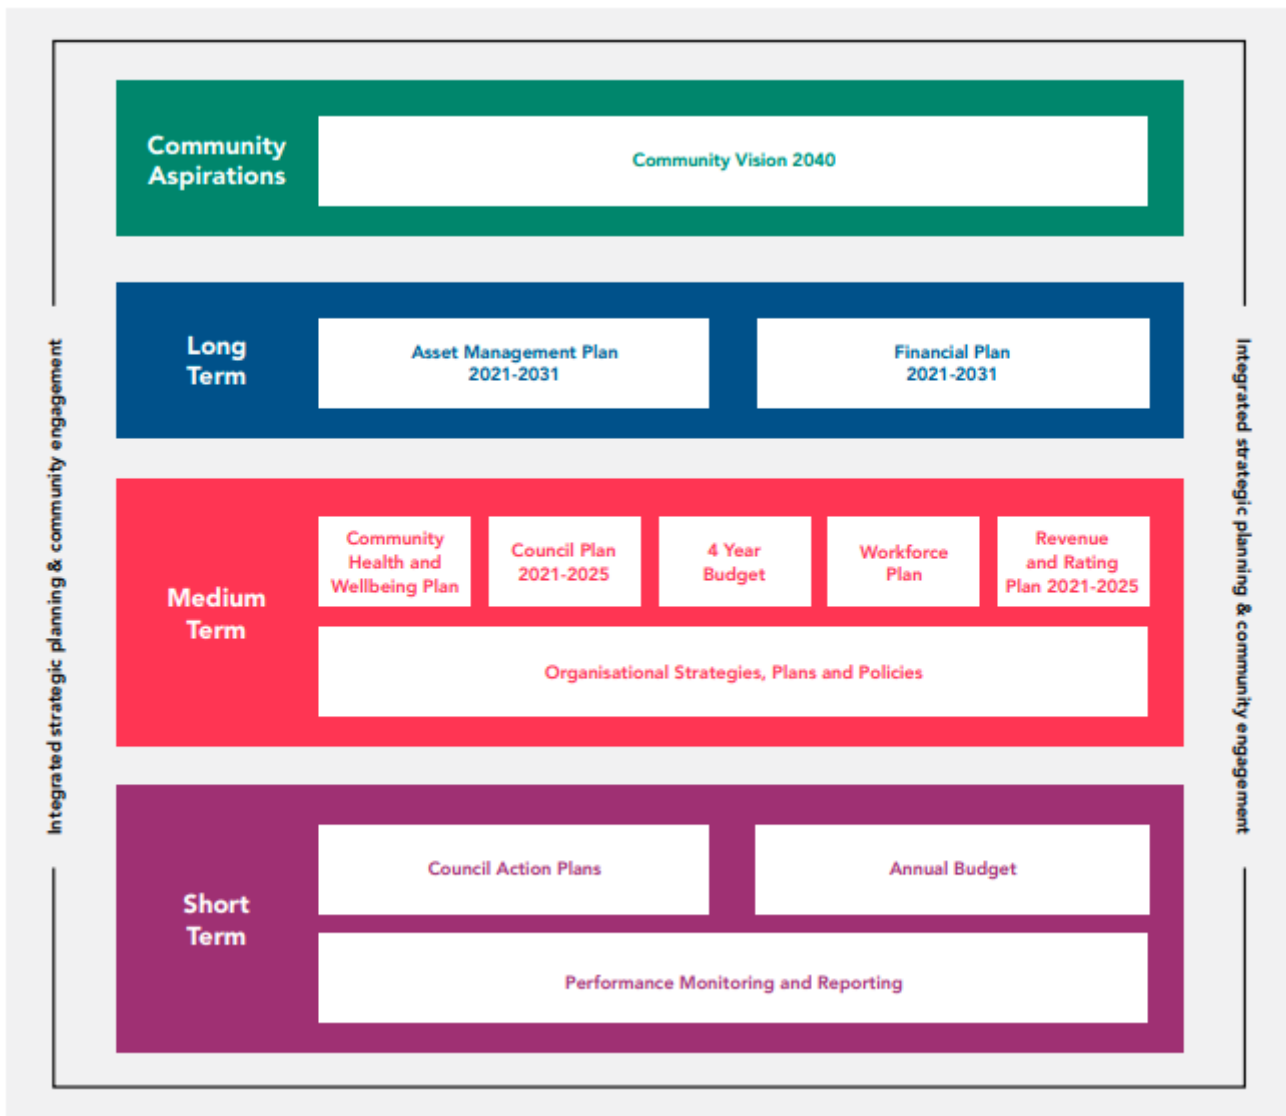 Community
Aspirations
Community Vision 2040
Long
Term
Asset Management Plan
2021-2031
Financial Plan
2021-2031
Medium
Term
Community
Health and
Wellbeing Plan
Council Plan
2021-2025
4 Year
Budget
Workforce
Plan
Revenue
and Rating
Plan 2021-2025
Organisational Strategies, Plans and Policies
Short
Term
Council Action Plans
Annual Budget
Performance Monitoring and Reporting
Integrated strategic planning & community engagement
Integrated strategic planning & community engagement